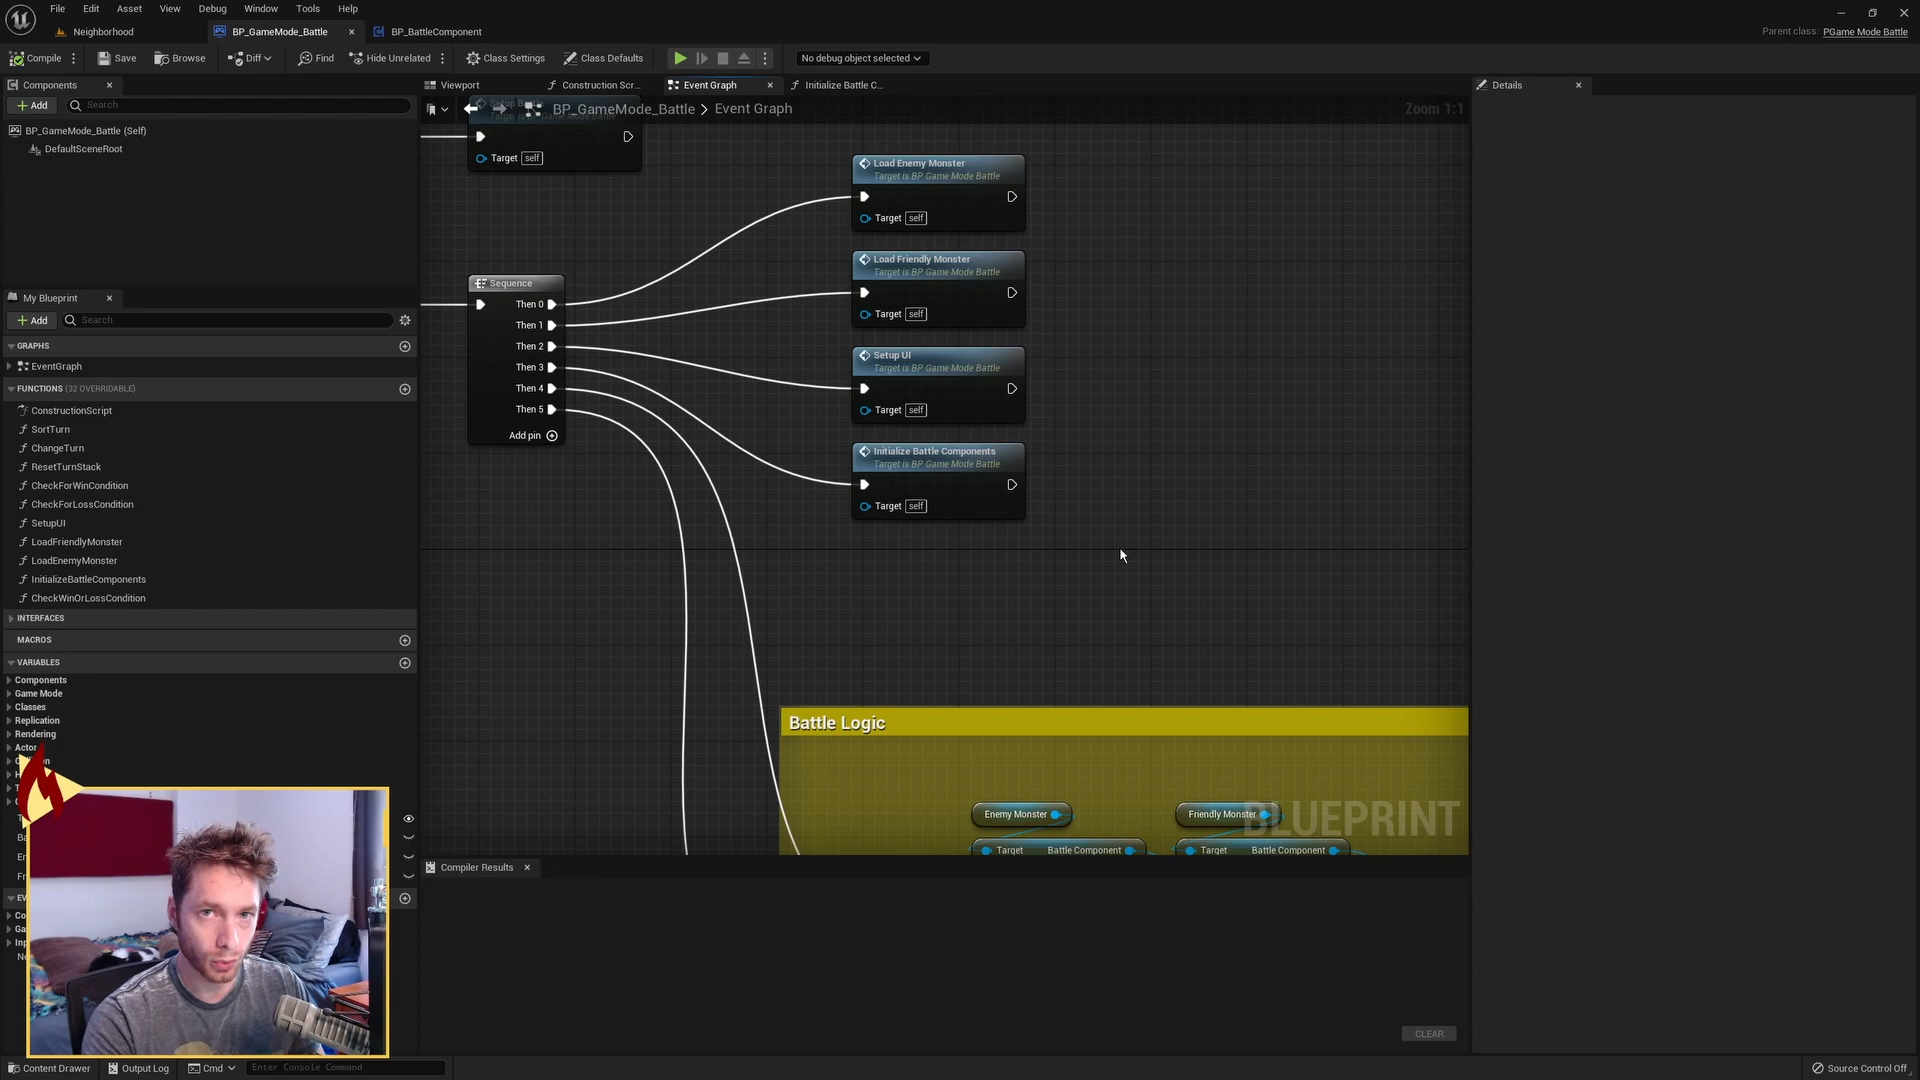 File Edit Asset View Debug Window Tools Help
Neighborhood
BP_GameMode_Battle
BP_BattleComponent
Parent class: PGame Mode Battle
Compile
Save
Browse
Diff
Find
Hide Unrelated
Class Settings
Class Defaults
No debug object selected
Components
Add
Search
BP_GameMode_Battle (Self)
DefaultSceneRoot
My Blueprint
Add
Search
GRAPHS
EventGraph
FUNCTIONS (32 OVERRIDABLE)
ConstructionScript
SortTurn
ChangeTurn
ResetTurnStack
CheckForWinCondition
CheckForLossCondition
SetupUI
LoadFriendlyMonster
LoadEnemyMonster
InitializeBattleComponents
CheckWinOrLossCondition
INTERFACES
MACROS
VARIABLES
Components
Game Mode
Classes
Replication
Rendering
Actor
Viewport
Construction Scr...
Event Graph
Initialize Battle C...
BP_GameMode_Battle > Event Graph
Zoom 1:1
Target self
Sequence
Then 0
Then 1
Then 2
Then 3
Then 4
Then 5
Add pin
Load Enemy Monster
Target is BP Game Mode Battle
Target self
Load Friendly Monster
Target is BP Game Mode Battle
Target self
Setup UI
Target is BP Game Mode Battle
Target self
Initialize Battle Components
Target is BP Game Mode Battle
Target self
Battle Logic
Enemy Monster
Friendly Monster
BLUEPRINT
Target Battle Component
Target Battle Component
Compiler Results
CLEAR
Details
Content Drawer
Output Log
Cmd
Enter Console Command
Source Control Off